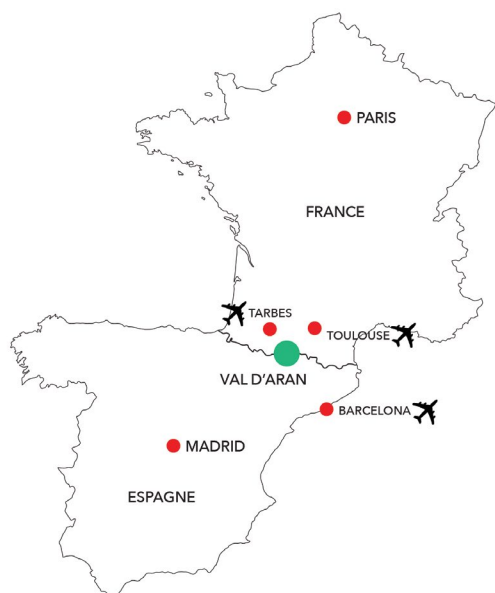 PARIS
FRANCE
TARBES
TOULOUSE
VAL D'ARAN
BARCELONA
MADRID
ESPAGNE